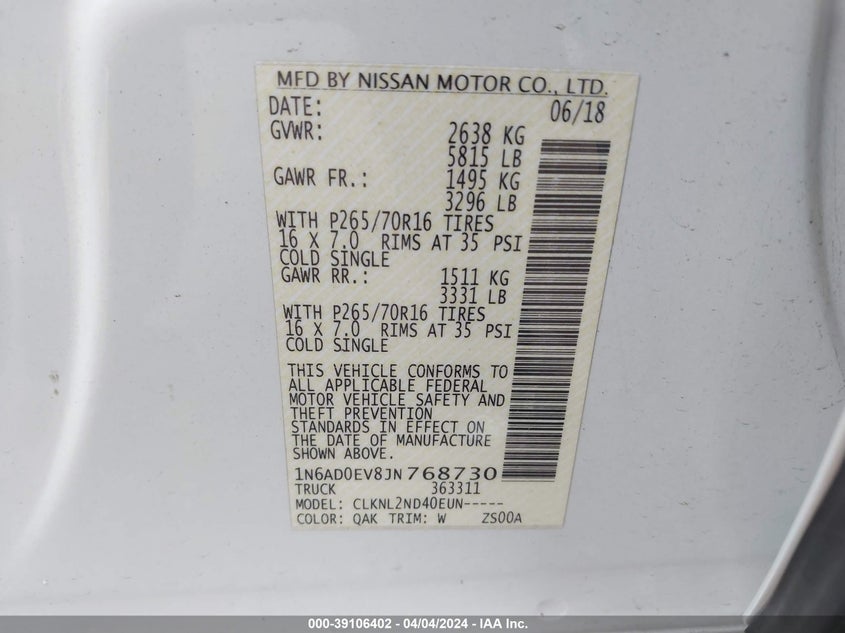 MFD BY NISSAN MOTOR CO., LTD.
DATE: 06/18
GVWR: 2638 KG
5815 LB
GAWR FR.: 1495 KG
3296 LB
WITH P265/70R16 TIRES
16 X 7.0 RIMS AT 35 PSI
COLD SINGLE
GAWR RR.: 1511 KG
3331 LB
WITH P265/70R16 TIRES
16 X 7.0 RIMS AT 35 PSI
COLD SINGLE
THIS VEHICLE CONFORMS TO
ALL APPLICABLE FEDERAL
MOTOR VEHICLE SAFETY AND
THEFT PREVENTION
STANDARDS IN EFFECT ON
THE DATE OF MANUFACTURE
SHOWN ABOVE.
1N6AD0EV8JN768730
TRUCK 363311
MODEL: CLKNL2ND40EUN-----
COLOR: QAK TRIM: W ZS00A
000-39106402 - 04/04/2024 - IAA Inc.